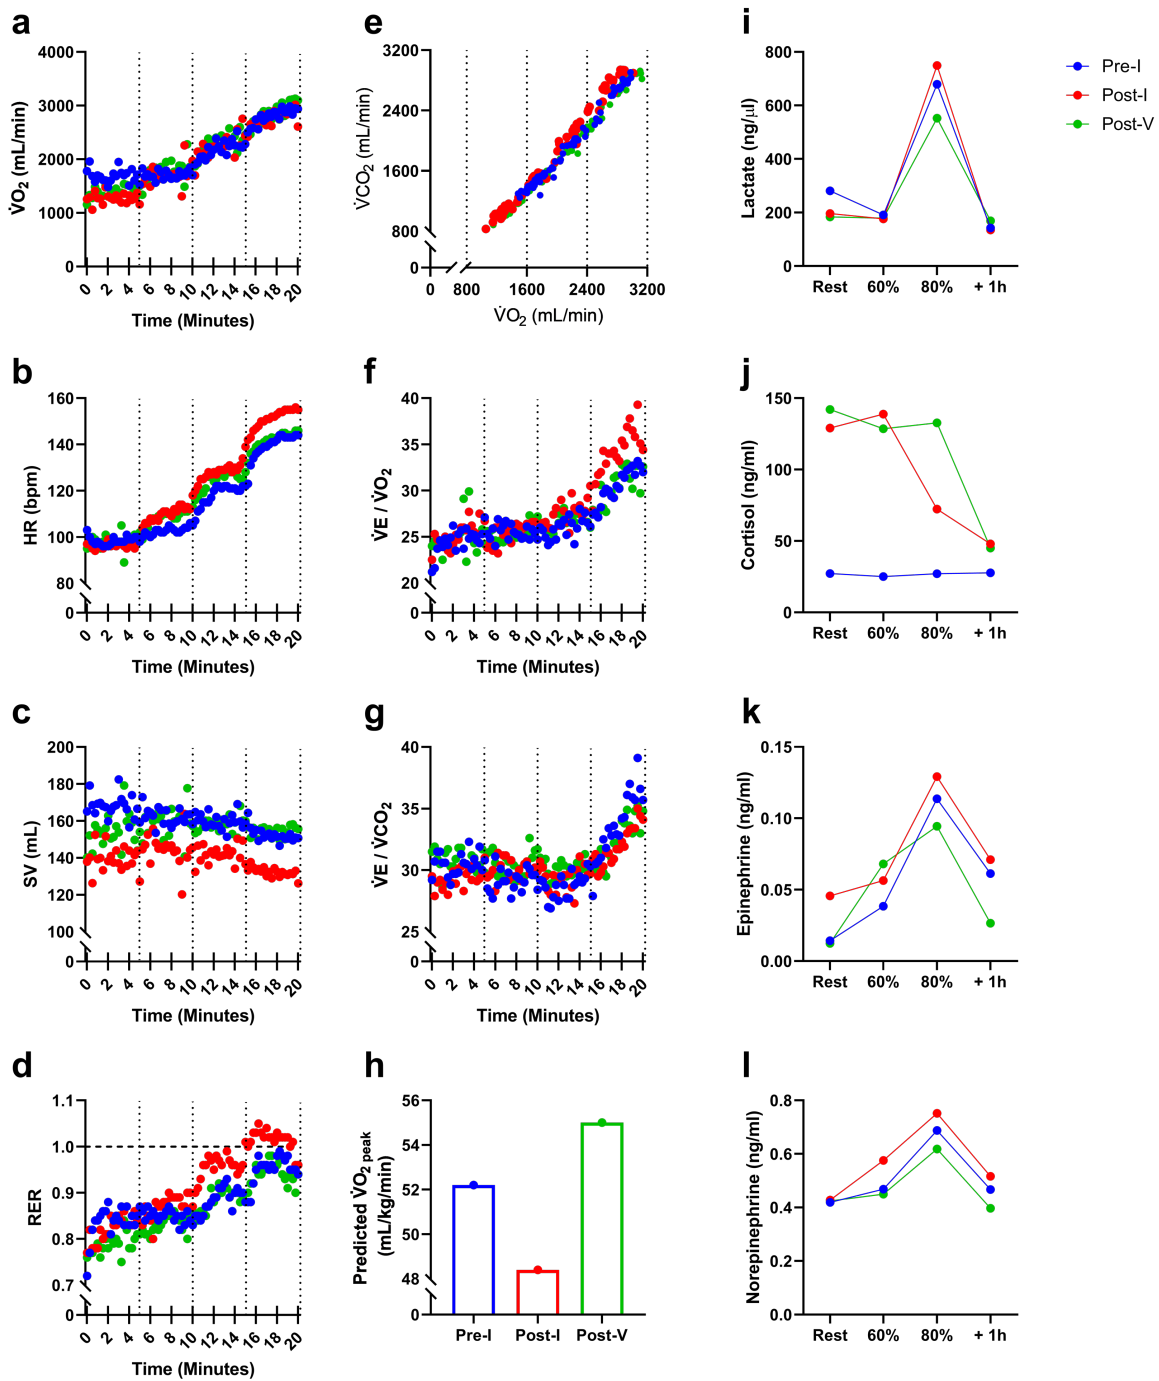 a
4000
3000
2000
1000
0
V̇O2 (mL/min)
0 2 4 6 8 10 12 14 16 18 20
Time (Minutes)
e
3200
2400
1600
800
0
V̇CO2 (mL/min)
0 800 1600 2400 3200
V̇O2 (mL/min)
i
800
600
400
200
0
Lactate (ng/µl)
Rest 60% 80% + 1h
Pre-I
Post-I
Post-V
b
160
140
120
100
80
0
HR (bpm)
0 2 4 6 8 10 12 14 16 18 20
Time (Minutes)
f
40
35
30
25
20
0
V̇E / V̇O2
0 2 4 6 8 10 12 14 16 18 20
Time (Minutes)
j
150
100
50
0
Cortisol (ng/ml)
Rest 60% 80% + 1h
c
200
180
160
140
120
100
0
SV (mL)
0 2 4 6 8 10 12 14 16 18 20
Time (Minutes)
g
40
35
30
25
0
V̇E / V̇CO2
0 2 4 6 8 10 12 14 16 18 20
Time (Minutes)
k
0.15
0.10
0.05
0.00
Epinephrine (ng/ml)
Rest 60% 80% + 1h
d
1.1
1.0
0.9
0.8
0.7
0
RER
0 2 4 6 8 10 12 14 16 18 20
Time (Minutes)
h
56
54
52
50
48
0
Predicted V̇O2 peak
(mL/kg/min)
Pre-I Post-I Post-V
l
0.8
0.6
0.4
0.2
0.0
Norepinephrine (ng/ml)
Rest 60% 80% + 1h